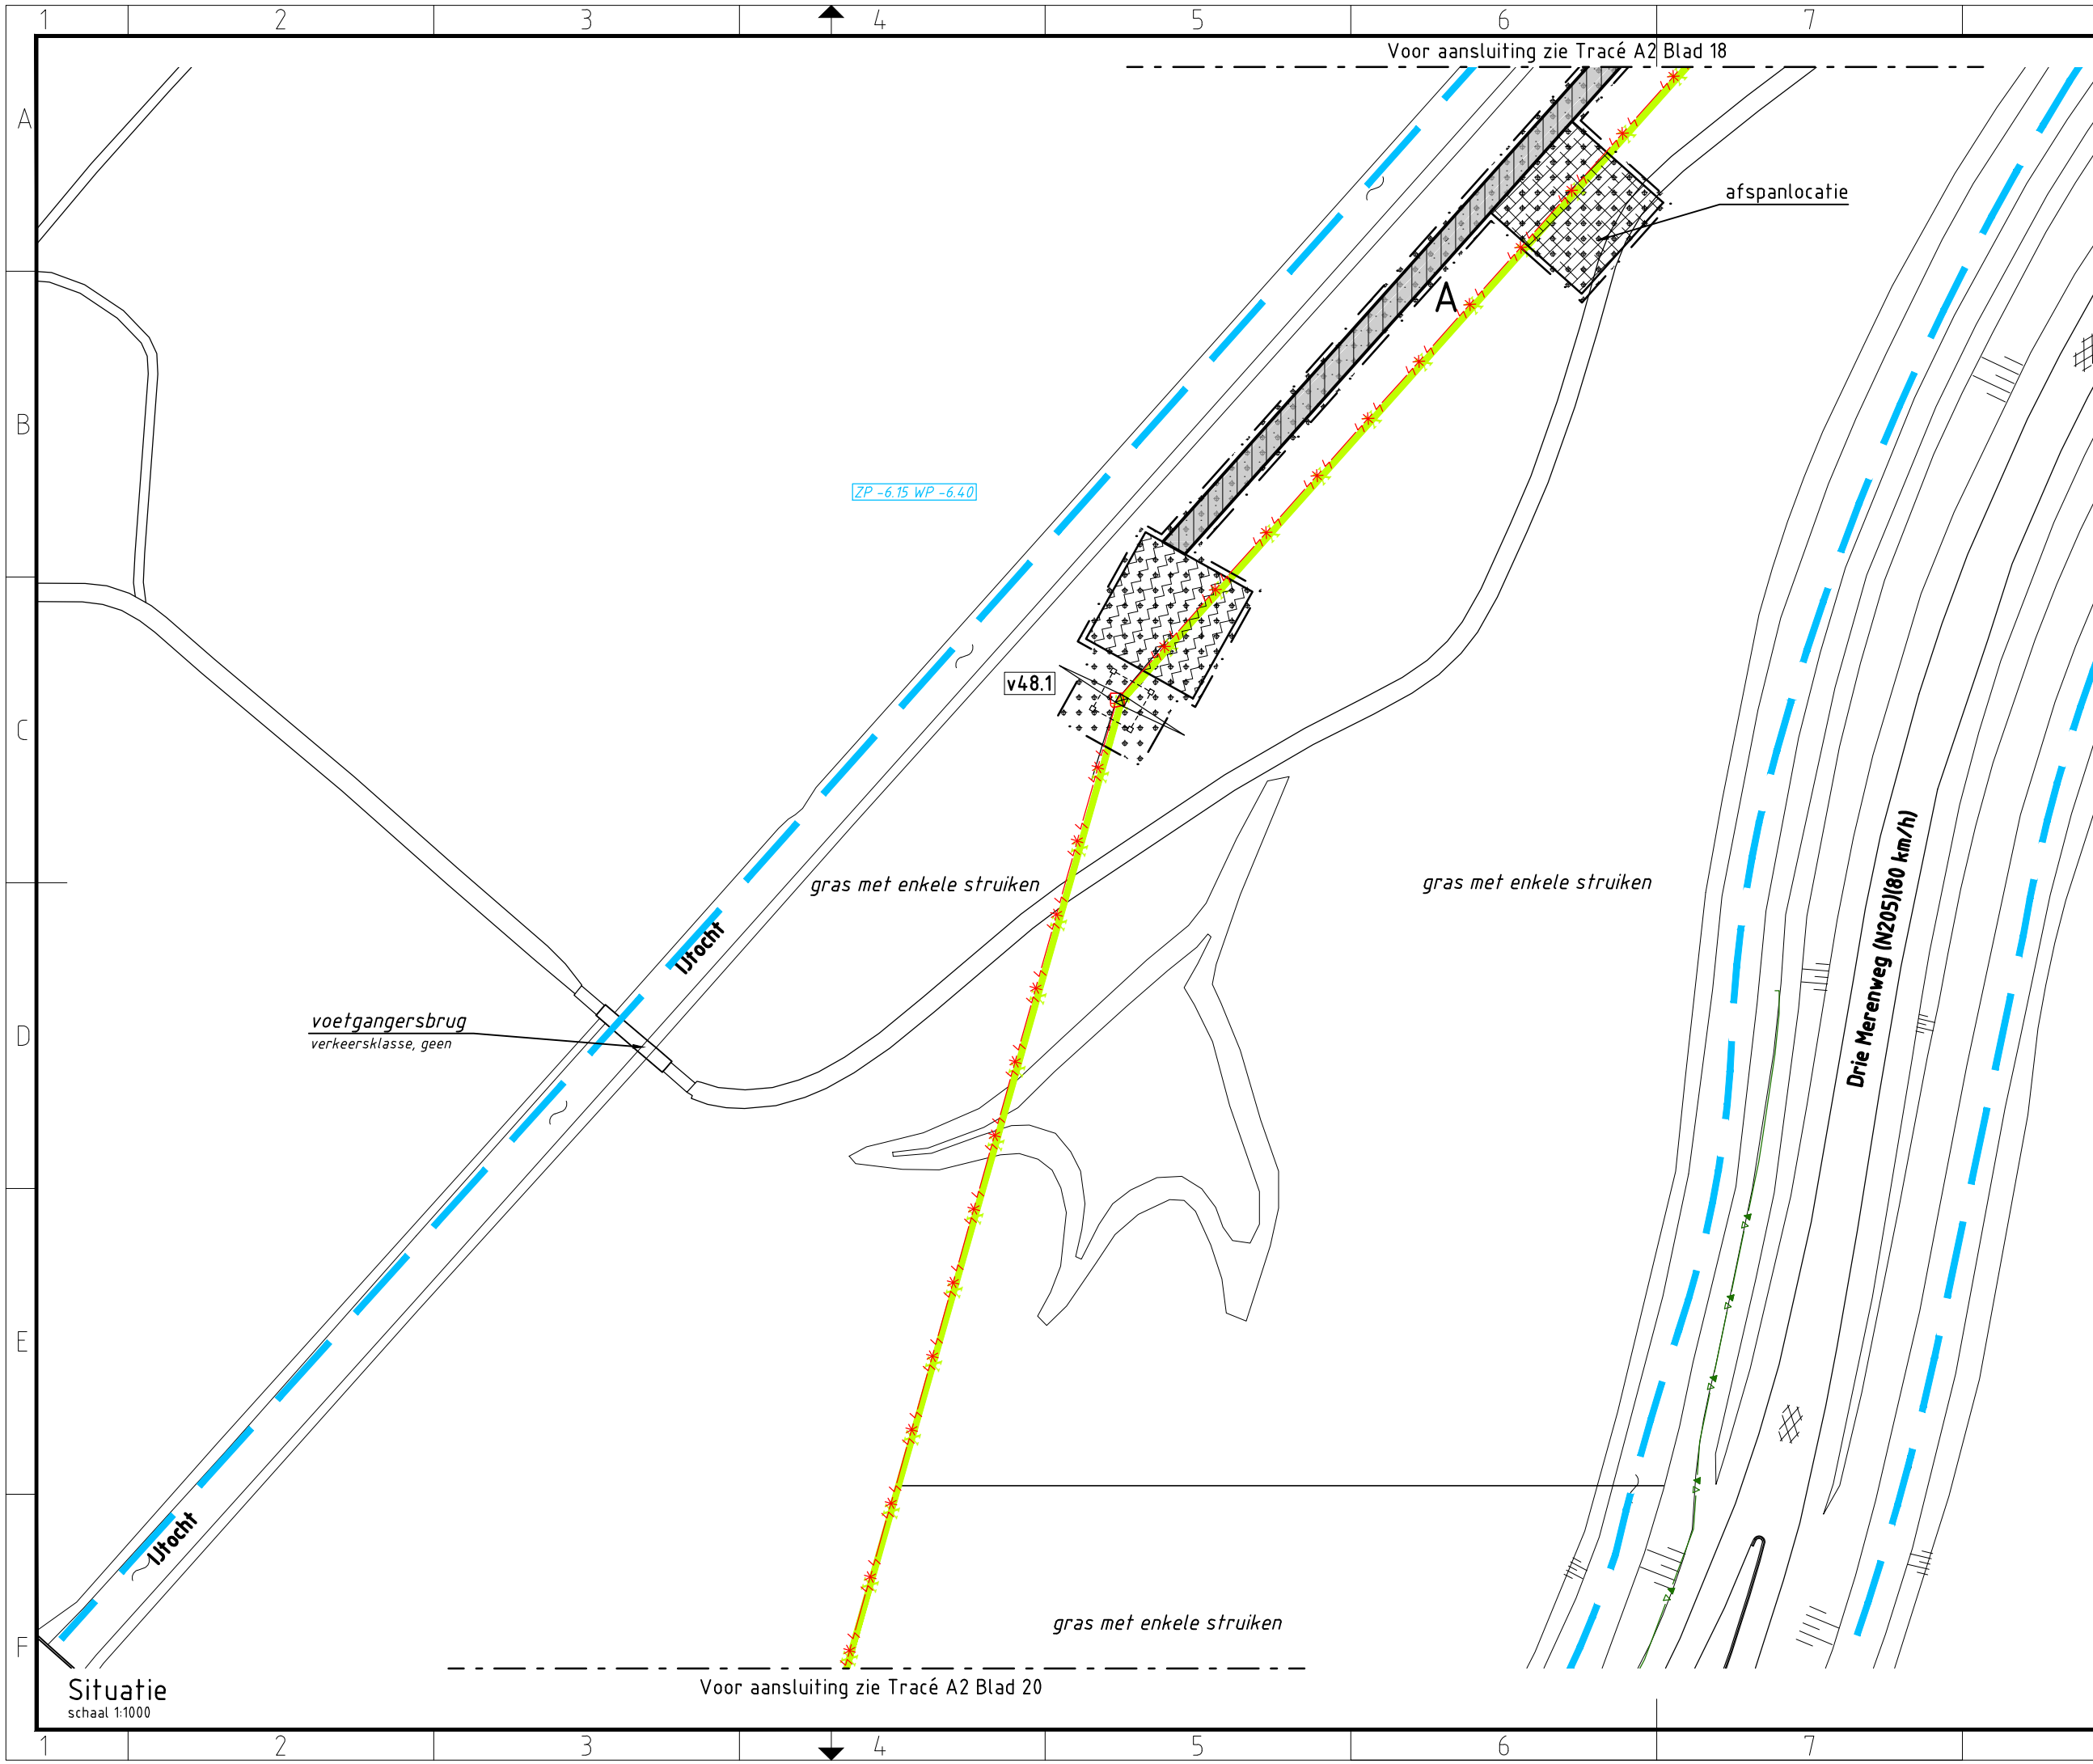 1 2 3 4 5 6 7
Voor aansluiting zie Tracé A2 Blad 18
A
afspanlocatie
A
B
ZP -6.15 WP -6.40
v48.1
C
gras met enkele struiken
gras met enkele struiken
Drie Merenweg (N205)(80 km/h)
IJtocht
D
voetgangersbrug
verkeersklasse, geen
E
IJtocht
gras met enkele struiken
F
Situatie
schaal 1:1000
Voor aansluiting zie Tracé A2 Blad 20
1 2 3 4 5 6 7